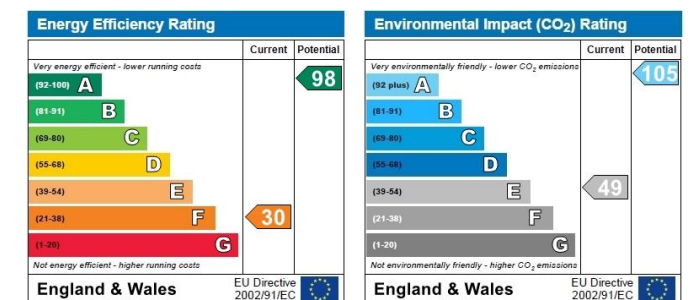 Energy Efficiency Rating
Current Potential
Very energy efficient - lower running costs
(92-100) A
98
(81-91) B
(69-80) C
(55-68) D
(39-54) E
(21-38) F
30
(1-20) G
Not energy efficient - higher running costs
England & Wales
EU Directive
2002/91/EC
Environmental Impact (CO₂) Rating
Current Potential
Very environmentally friendly - lower CO₂ emissions
(92 plus) A
105
(81-91) B
(69-80) C
(55-68) D
(39-54) E
49
(21-38) F
(1-20) G
Not environmentally friendly - higher CO₂ emissions
England & Wales
EU Directive
2002/91/EC